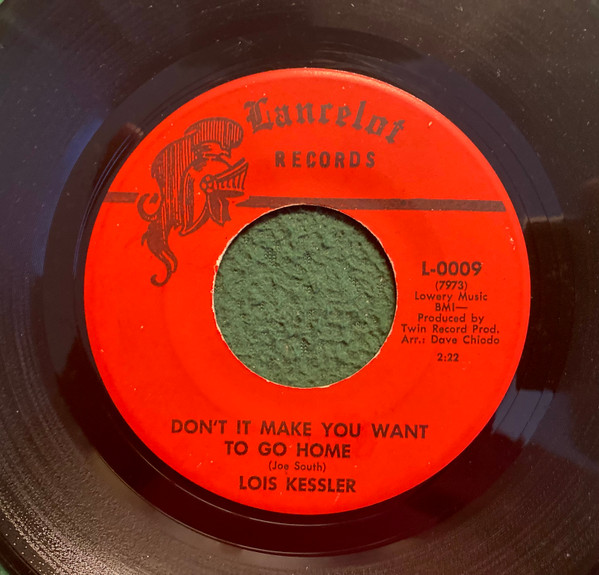 Lancelot
RECORDS
L-0009
(7973)
Lowery Music
BMI—
Produced by
Twin Record Prod.
Arr.: Dave Chiodo
2:22
DON'T IT MAKE YOU WANT
TO GO HOME
(Joe South)
LOIS KESSLER